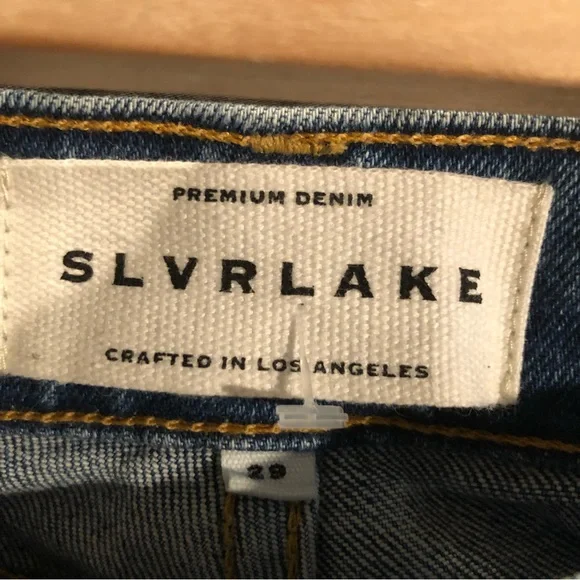 PREMIUM DENIM
SLVRLAKE
CRAFTED IN LOS ANGELES
29